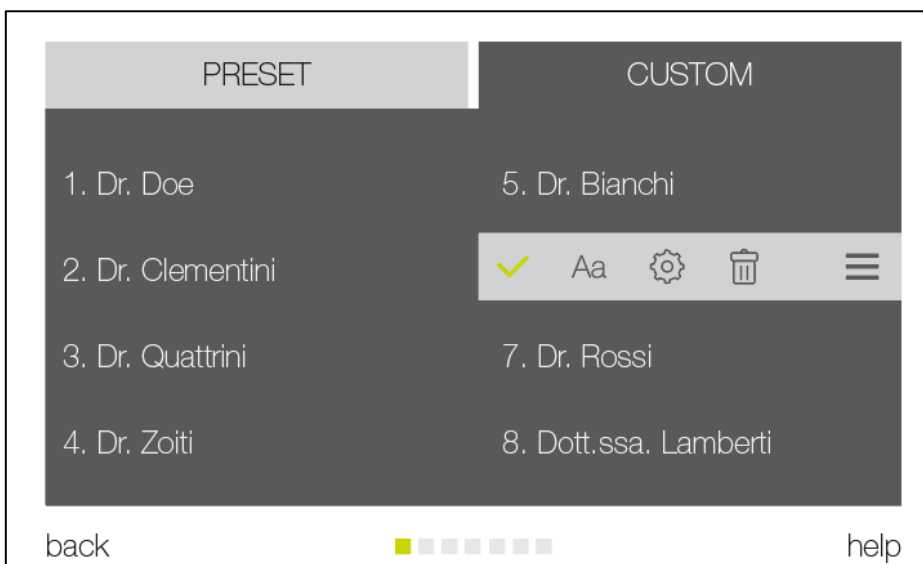 PRESET
CUSTOM
1. Dr. Doe
2. Dr. Clementini
3. Dr. Quattrini
4. Dr. Zoiti
5. Dr. Bianchi
Aa
7. Dr. Rossi
8. Dott.ssa. Lamberti
back
help